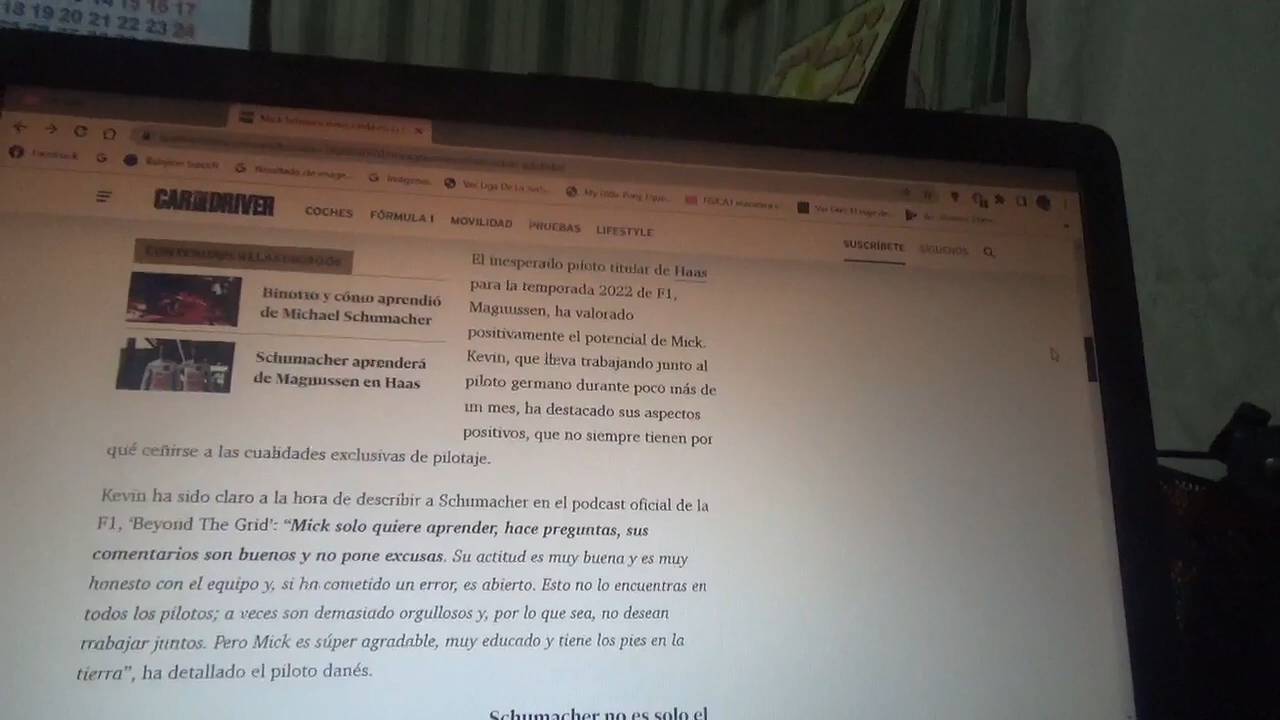 15 16 17
18 19 20 21 22 23 24
Facebook
Imágenes
CAR AND DRIVER
COCHES
FÓRMULA 1
MOVILIDAD
PRUEBAS
LIFESTYLE
SUSCRÍBETE
SÍGUENOS
Binotto y cómo aprendió
de Michael Schumacher
Schumacher aprenderá
de Magnussen en Haas
El inesperado piloto titular de Haas
para la temporada 2022 de F1,
Magnussen, ha valorado
positivamente el potencial de Mick.
Kevin, que lleva trabajando junto al
piloto germano durante poco más de
un mes, ha destacado sus aspectos
positivos, que no siempre tienen por
qué ceñirse a las cualidades exclusivas de pilotaje.
Kevin ha sido claro a la hora de describir a Schumacher en el podcast oficial de la
F1, ‘Beyond The Grid’: “Mick solo quiere aprender, hace preguntas, sus
comentarios son buenos y no pone excusas. Su actitud es muy buena y es muy
honesto con el equipo y, si ha cometido un error, es abierto. Esto no lo encuentras en
todos los pilotos; a veces son demasiado orgullosos y, por lo que sea, no desean
trabajar juntos. Pero Mick es súper agradable, muy educado y tiene los pies en la
tierra”, ha detallado el piloto danés.
Schumacher no es solo el